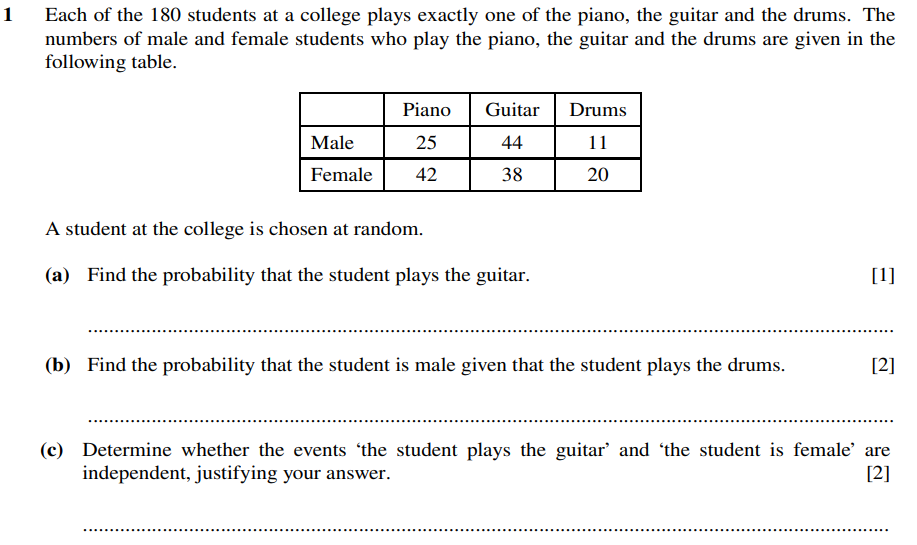 1 Each of the 180 students at a college plays exactly one of the piano, the guitar and the drums. The
numbers of male and female students who play the piano, the guitar and the drums are given in the
following table.
Piano Guitar Drums
Male 25 44 11
Female 42 38 20
A student at the college is chosen at random.
(a) Find the probability that the student plays the guitar. [1]
(b) Find the probability that the student is male given that the student plays the drums. [2]
(c) Determine whether the events ‘the student plays the guitar’ and ‘the student is female’ are
independent, justifying your answer. [2]